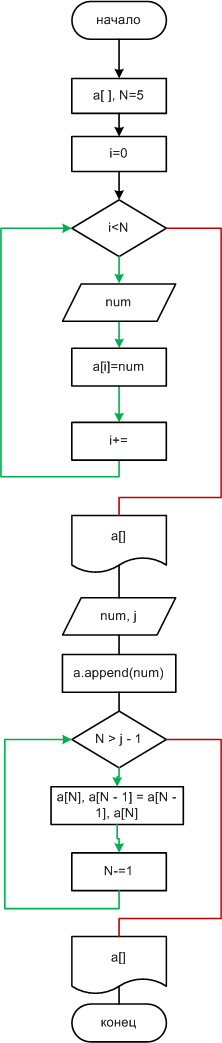 начало
a[ ], N=5
i=0
i<N
num
a[i]=num
i+=
a[]
num, j
a.append(num)
N > j - 1
a[N], a[N - 1] = a[N -
1], a[N]
N-=1
a[]
конец